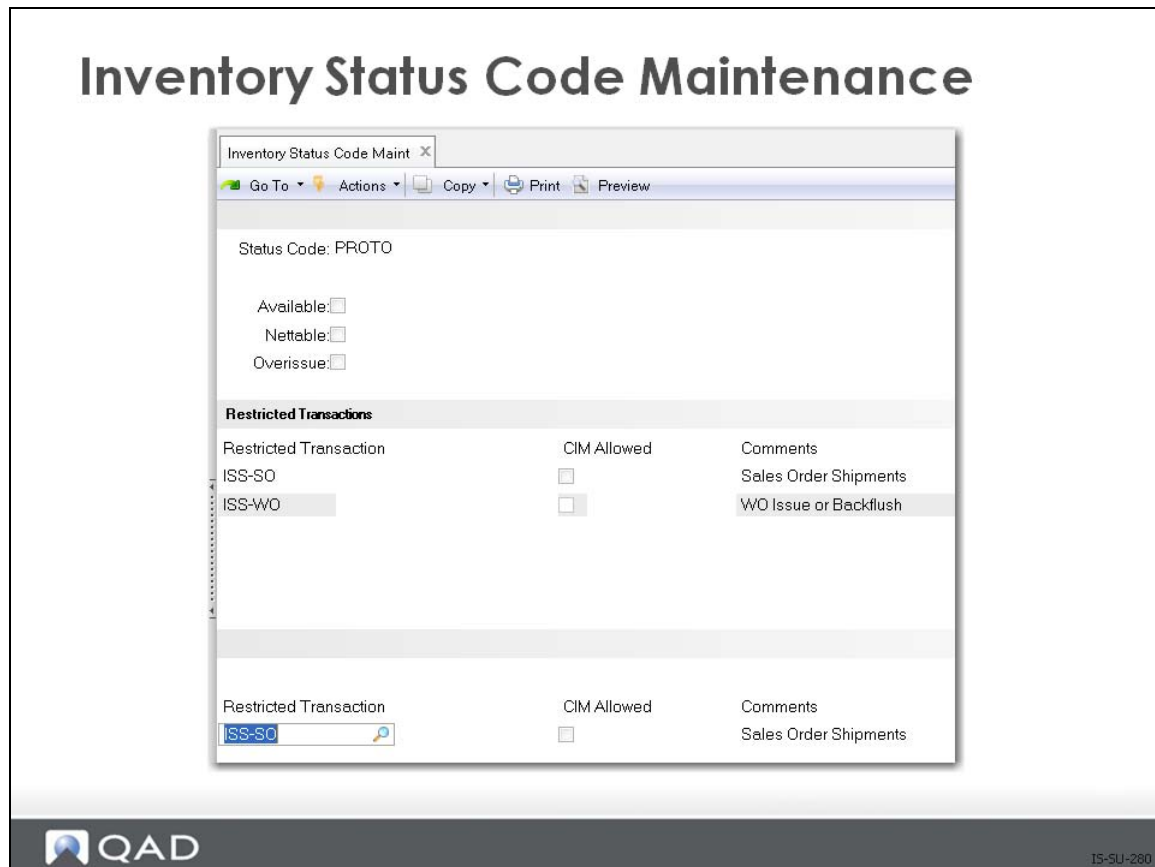 Inventory Status Code Maintenance
Inventory Status Code Maint
Go To Actions Copy Print Preview
Status Code: PROTO
Available:
Nettable:
Overissue:
Restricted Transactions
Restricted Transaction CIM Allowed Comments
ISS-SO Sales Order Shipments
ISS-WO WO Issue or Backflush
Restricted Transaction CIM Allowed Comments
ISS-SO Sales Order Shipments
QAD
IS-SU-280